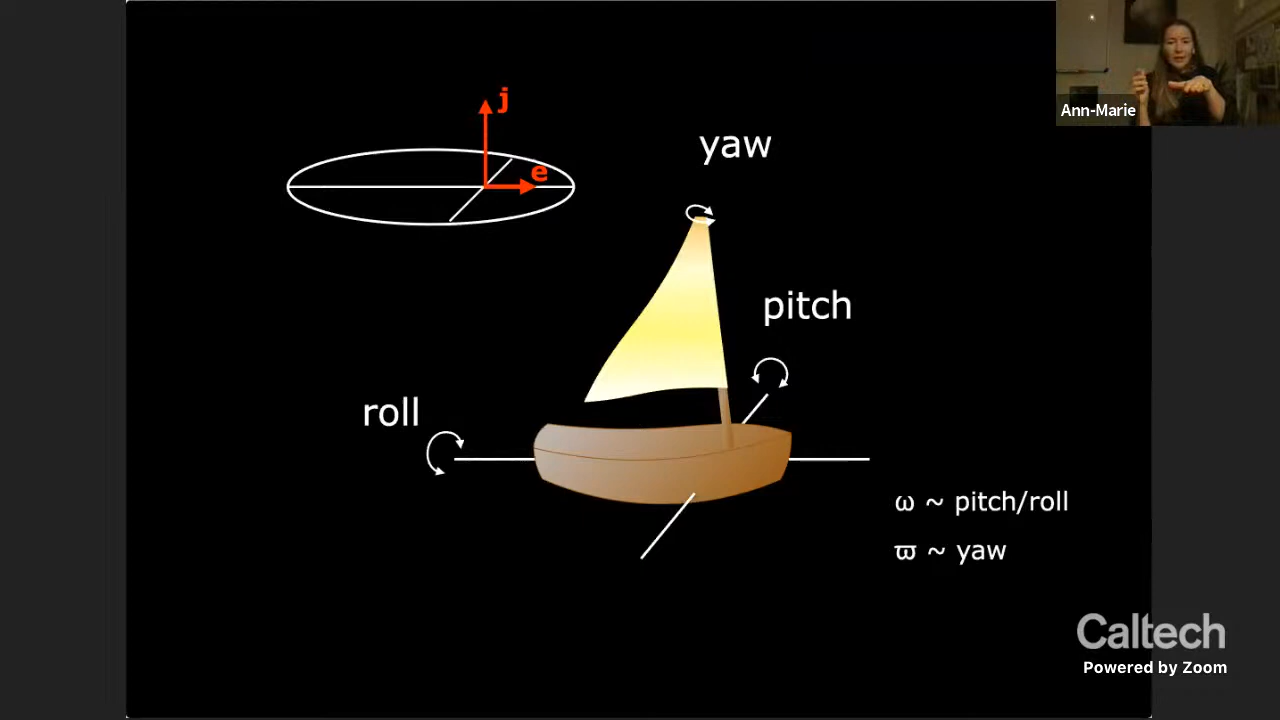 Ann-Marie
j
e
yaw
pitch
roll
ω ~ pitch/roll
ϖ ~ yaw
Caltech
Powered by Zoom